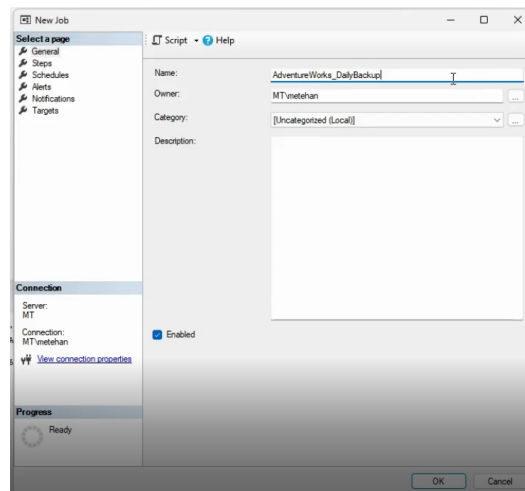 New Job
Select a page
General
Steps
Schedules
Alerts
Notifications
Targets
Script
Help
Name:
AdventureWorks_DailyBackup
Owner:
MT\metehan
...
Category:
[Uncategorized (Local)]
...
Description:
Enabled
Connection
Server:
MT
Connection:
MT\metehan
View connection properties
Progress
Ready
OK
Cancel